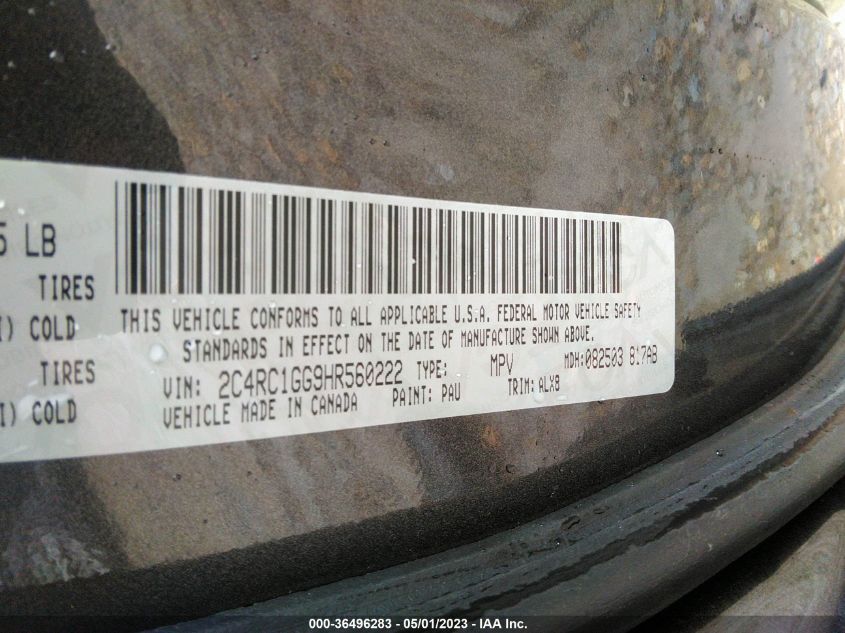 5 LB
TIRES
I) COLD
TIRES
I) COLD
THIS VEHICLE CONFORMS TO ALL APPLICABLE U.S.A. FEDERAL MOTOR VEHICLE SAFETY
STANDARDS IN EFFECT ON THE DATE OF MANUFACTURE SHOWN ABOVE.
VIN: 2C4RC1GG9HR560222 TYPE: MPV MDH:082503 817AB
VEHICLE MADE IN CANADA PAINT: PAU TRIM: ALX8
000-36496283 - 05/01/2023 - IAA Inc.